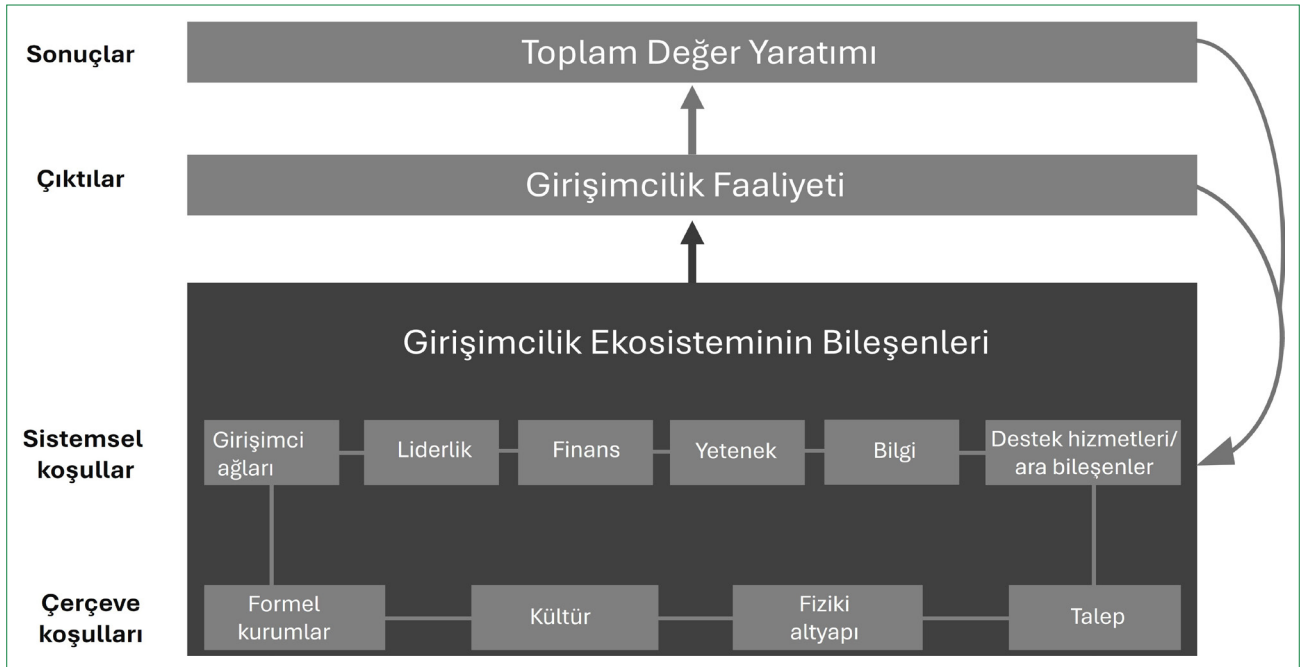 Sonuçlar
Toplam Değer Yaratımı
Çıktılar
Girişimcilik Faaliyeti
Girişimcilik Ekosisteminin Bileşenleri
Sistemsel
koşullar
Girişimci
ağları
Liderlik
Finans
Yetenek
Bilgi
Destek hizmetleri/
ara bileşenler
Çerçeve
koşulları
Formel
kurumlar
Kültür
Fiziki
altyapı
Talep